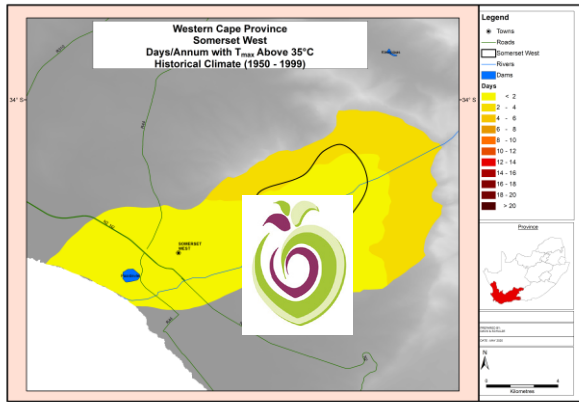 Western Cape Province
Somerset West
Days/Annum with Tmax Above 35°C
Historical Climate (1950 - 1999)
34° S
34° S
SOMERSET
WEST
Legend
Towns
Roads
Somerset West
Rivers
Dams
Days
< 2
2 - 4
4 - 6
6 - 8
8 - 10
10 - 12
12 - 14
14 - 16
16 - 18
18 - 20
> 20
Province
PREPARED BY:
N
0 4
Kilometres